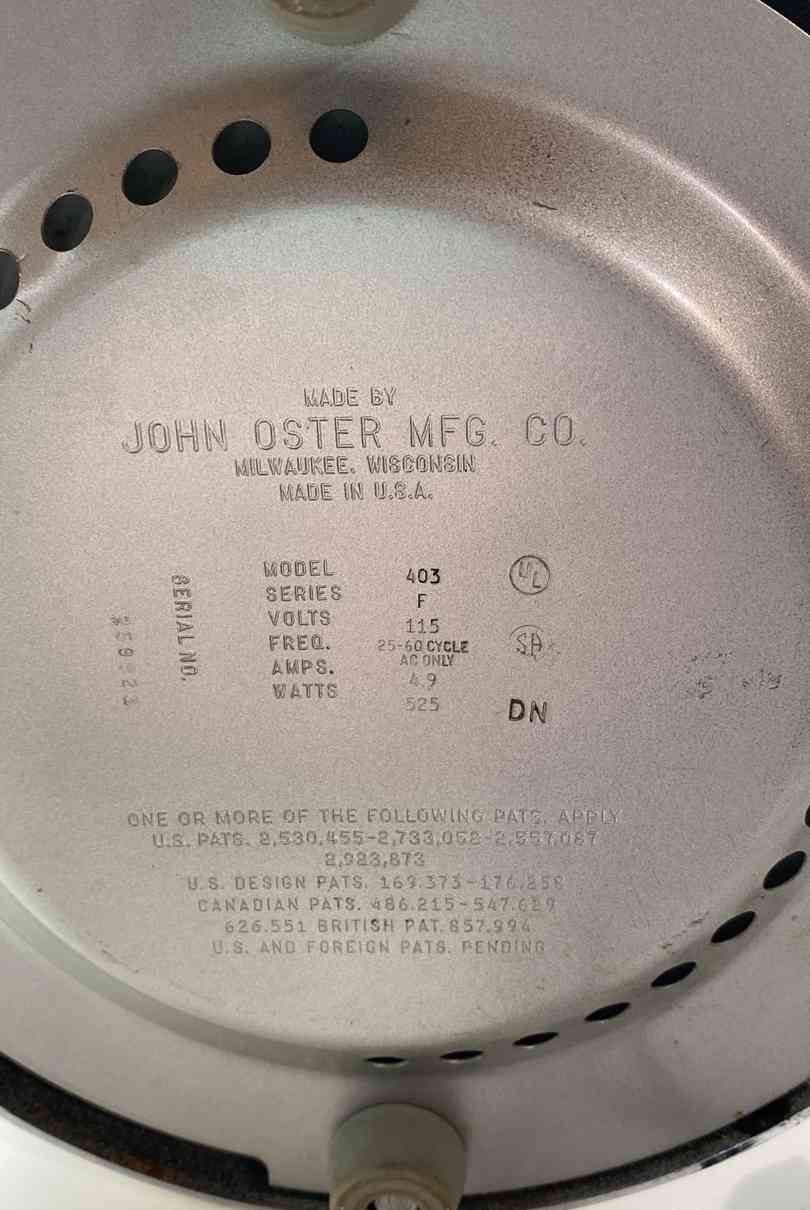 MADE BY
JOHN OSTER MFG. CO.
MILWAUKEE. WISCONSIN
MADE IN U.S.A.
MODEL 403
SERIES F
VOLTS 115
FREQ. 25-60 CYCLE
AC ONLY
AMPS. 4.9
WATTS 525
UL
SA
DN
SERIAL NO.
ONE OR MORE OF THE FOLLOWING PATS. APPLY
U.S. PATS. 2,530,455-2,733,052-2,557,087
2,923,873
U.S. DESIGN PATS. 169.373-176.258
CANADIAN PATS. 486.215-547.629
626.551 BRITISH PAT. 857.994
U.S. AND FOREIGN PATS. PENDING